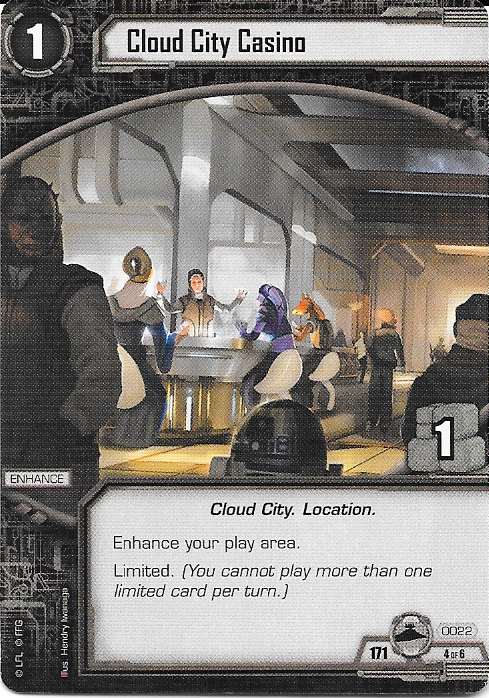 1
Cloud City Casino
1
ENHANCE
Cloud City. Location.
Enhance your play area.
Limited. (You cannot play more than one
limited card per turn.)
171
0022
4 OF 6
© LFL © FFG
Illus. Hendry Iwanaga